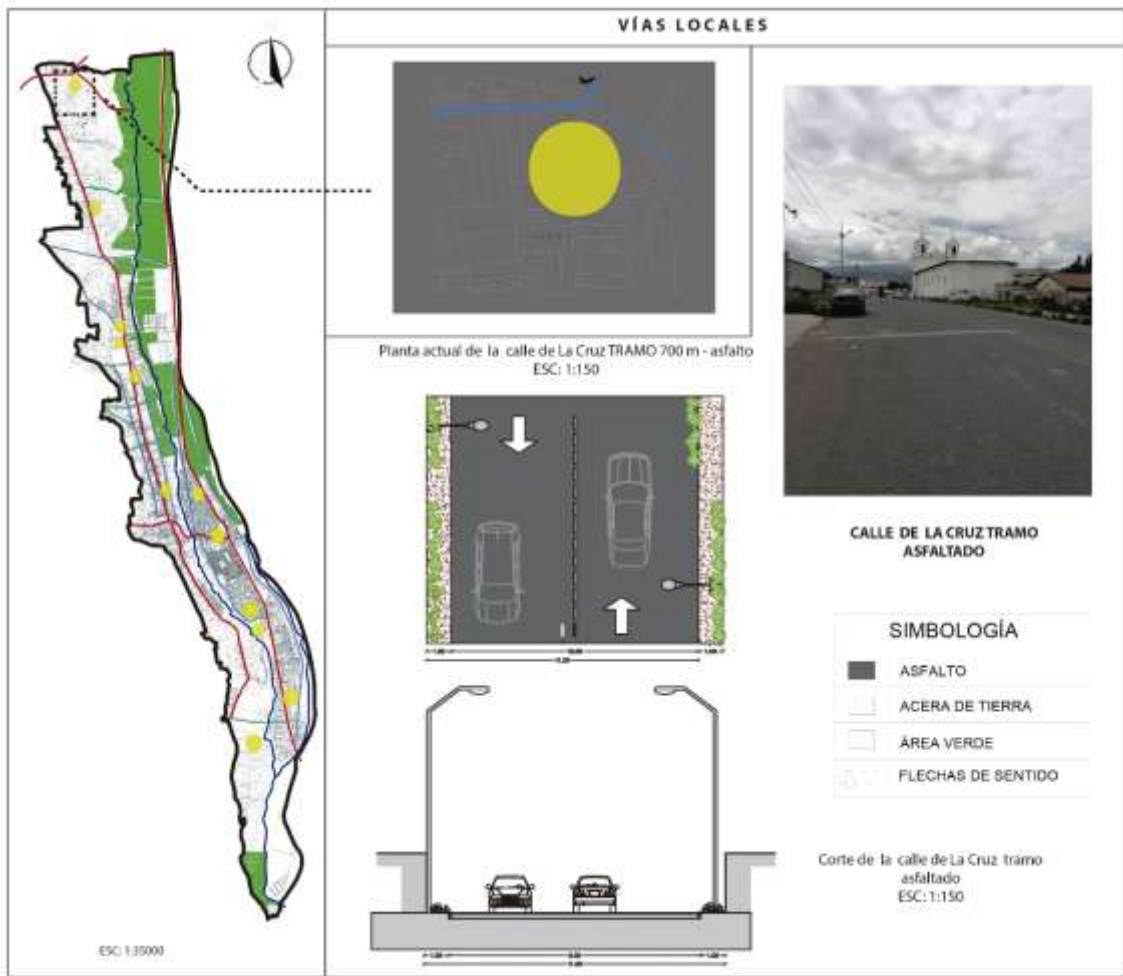 VÍAS LOCALES
Planta actual de la calle de La Cruz TRAMO 700 m - asfalto
ESC: 1:150
CALLE DE LA CRUZ TRAMO
ASFALTADO
SIMBOLOGÍA
ASFALTO
ACERA DE TIERRA
ÁREA VERDE
FLECHAS DE SENTIDO
Corte de la calle de La Cruz tramo
asfaltado
ESC: 1:150
ESC: 1:35000